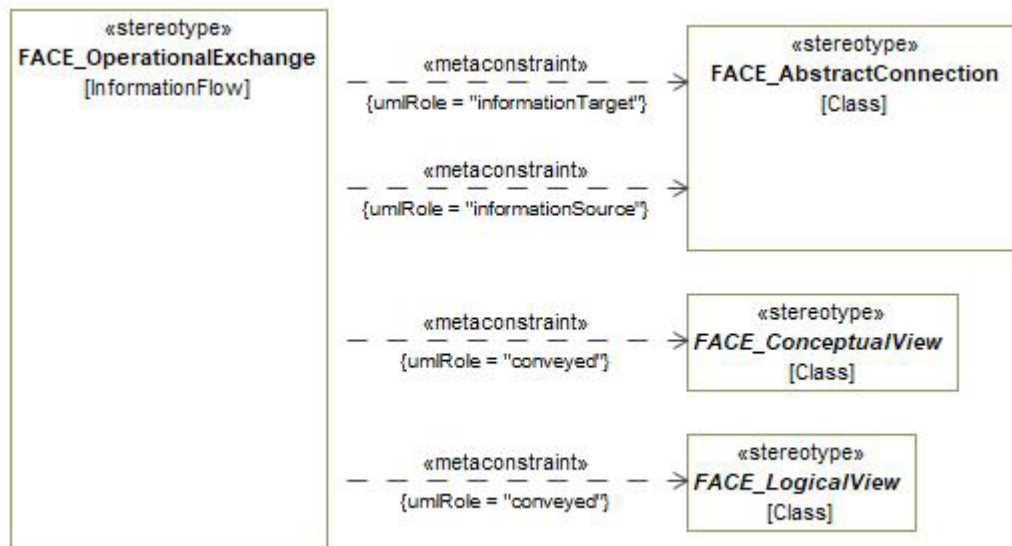 «stereotype»
FACE_OperationalExchange
[InformationFlow]
«metaconstraint»
{umlRole = "informationTarget"}
«metaconstraint»
{umlRole = "informationSource"}
«stereotype»
FACE_AbstractConnection
[Class]
«metaconstraint»
{umlRole = "conveyed"}
«stereotype»
FACE_ConceptualView
[Class]
«metaconstraint»
{umlRole = "conveyed"}
«stereotype»
FACE_LogicalView
[Class]